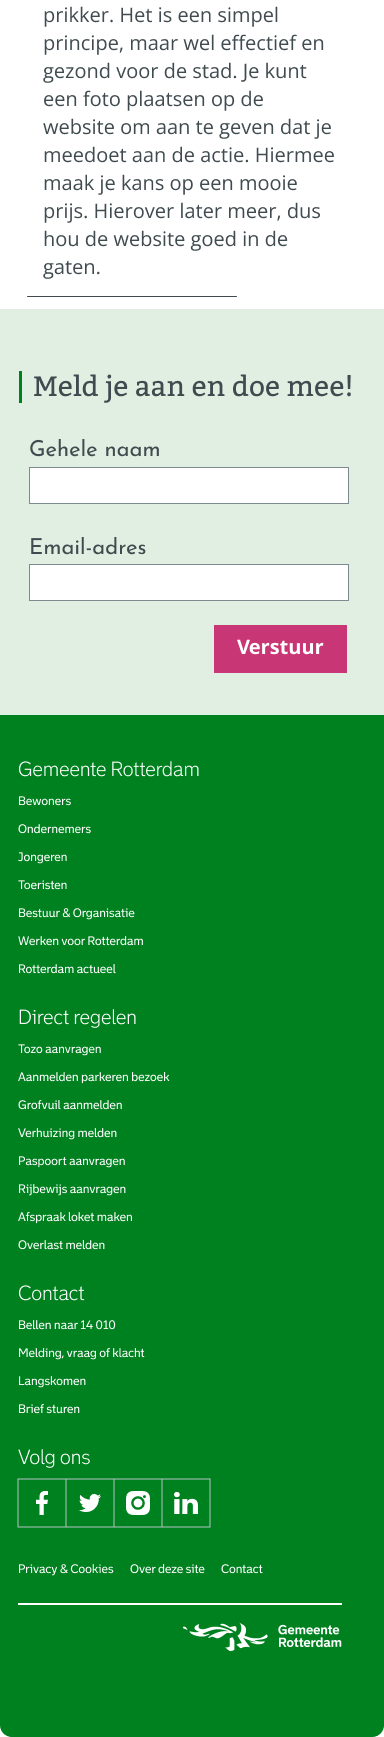 prikker. Het is een simpel
principe, maar wel effectief en
gezond voor de stad. Je kunt
een foto plaatsen op de
website om aan te geven dat je
meedoet aan de actie. Hiermee
maak je kans op een mooie
prijs. Hierover later meer, dus
hou de website goed in de
gaten.
Meld je aan en doe mee!
Gehele naam
Email-adres
Verstuur
Gemeente Rotterdam
Bewoners
Ondernemers
Jongeren
Toeristen
Bestuur & Organisatie
Werken voor Rotterdam
Rotterdam actueel
Direct regelen
Tozo aanvragen
Aanmelden parkeren bezoek
Grofvuil aanmelden
Verhuizing melden
Paspoort aanvragen
Rijbewijs aanvragen
Afspraak loket maken
Overlast melden
Contact
Bellen naar 14 010
Melding, vraag of klacht
Langskomen
Brief sturen
Volg ons
Privacy & Cookies Over deze site Contact
Gemeente
Rotterdam